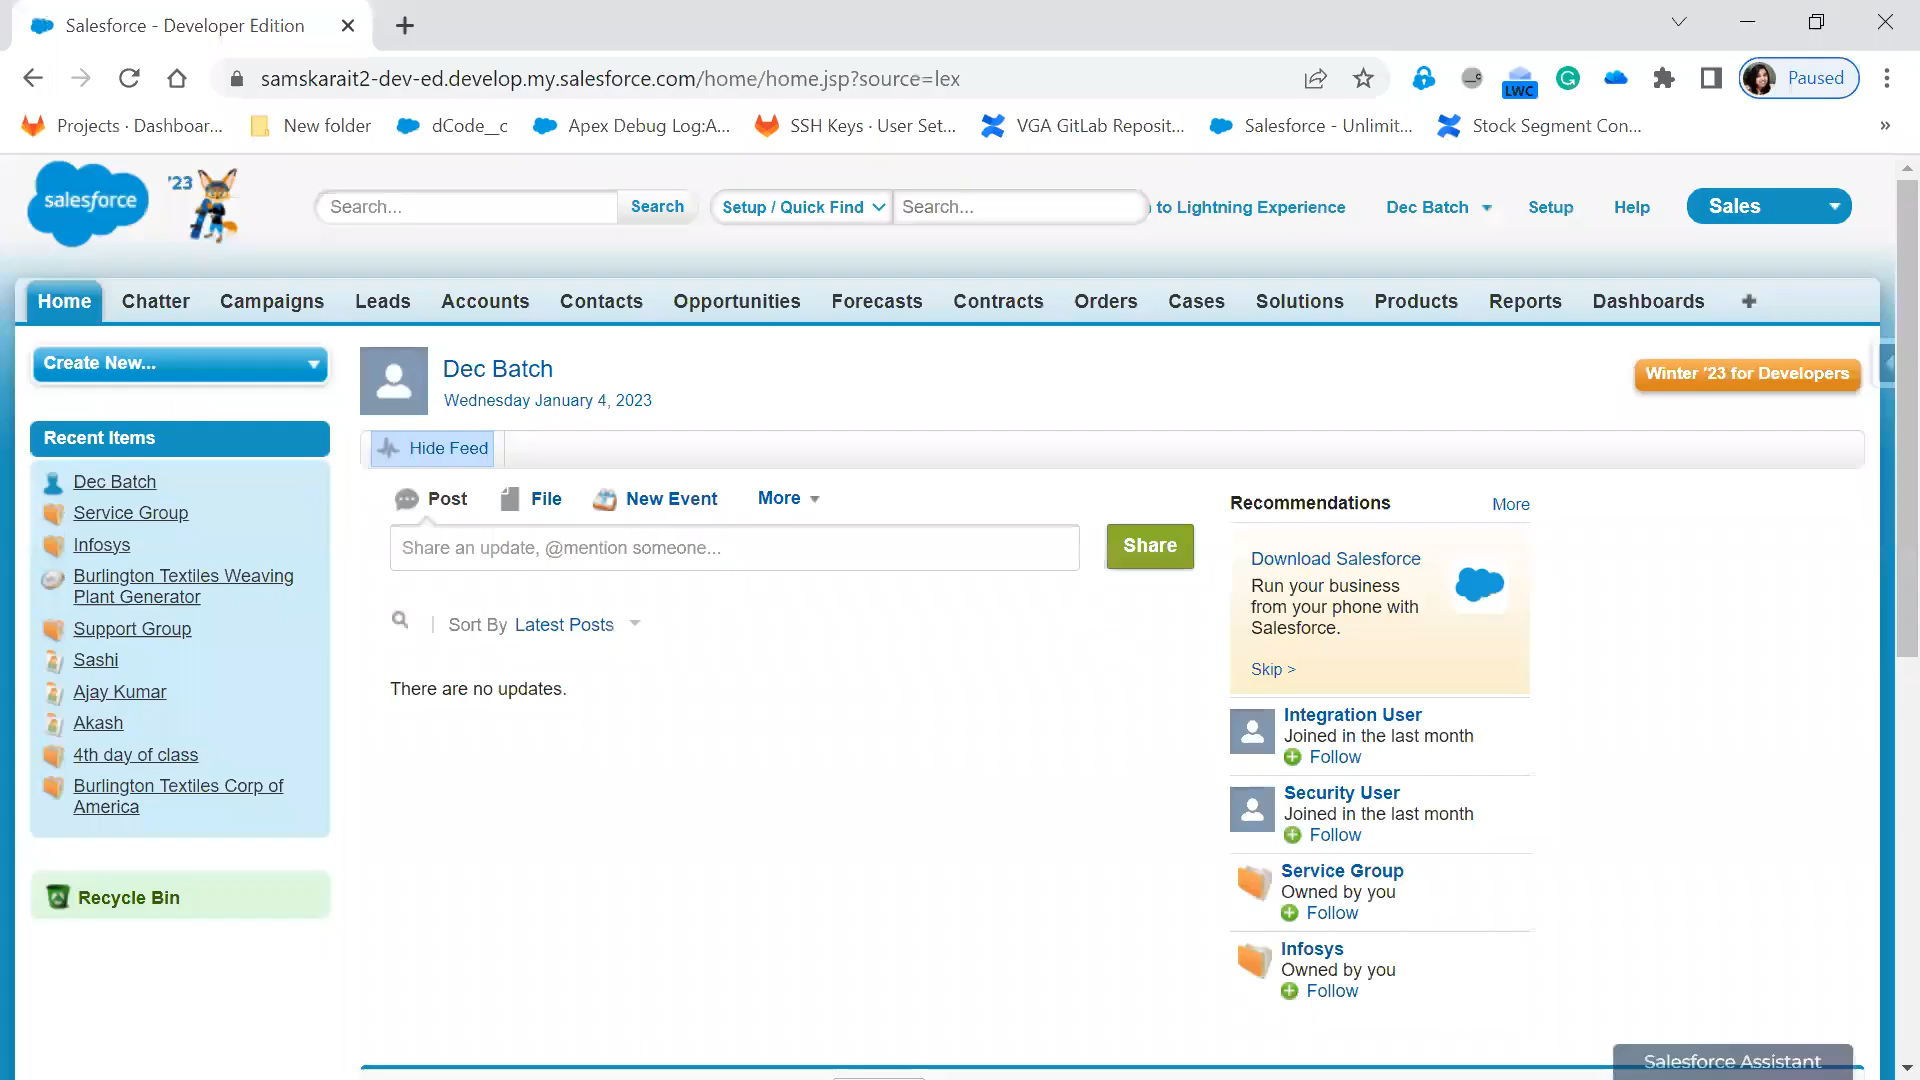 Salesforce - Developer Edition
samskarait2-dev-ed.develop.my.salesforce.com/home/home.jsp?source=lex
LWC
Paused
Projects · Dashboar...
New folder
dCode__c
Apex Debug Log:A...
SSH Keys · User Set...
VGA GitLab Reposit...
Salesforce - Unlimit...
Stock Segment Con...
»
salesforce
'23
Search...
Search
Setup / Quick Find
Search...
to Lightning Experience
Dec Batch
Setup
Help
Sales
Home
Chatter
Campaigns
Leads
Accounts
Contacts
Opportunities
Forecasts
Contracts
Orders
Cases
Solutions
Products
Reports
Dashboards
Create New...
Recent Items
Dec Batch
Service Group
Infosys
Burlington Textiles Weaving
Plant Generator
Support Group
Sashi
Ajay Kumar
Akash
4th day of class
Burlington Textiles Corp of
America
Recycle Bin
Dec Batch
Wednesday January 4, 2023
Winter '23 for Developers
Hide Feed
Post
File
New Event
More
Share an update, @mention someone...
Share
Sort By Latest Posts
There are no updates.
Recommendations
More
Download Salesforce
Run your business
from your phone with
Salesforce.
Skip >
Integration User
Joined in the last month
Follow
Security User
Joined in the last month
Follow
Service Group
Owned by you
Follow
Infosys
Owned by you
Follow
Salesforce Assistant